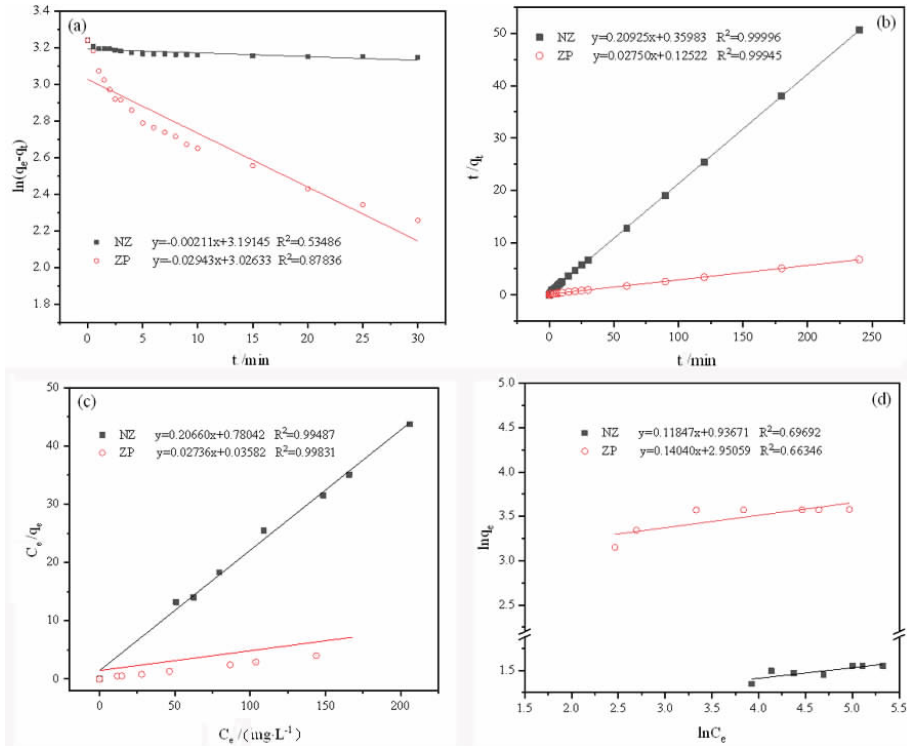 (a)
3.2
3.0
2.8
2.6
2.4
2.2
2.0
1.8
ln(qₑ-qₜ)
NZ y=-0.00211x+3.19145 R²=0.53486
ZP y=-0.02943x+3.02633 R²=0.87836
0 5 10 15 20 25 30
t /min
(b)
50
40
30
20
10
0
t /qₜ
NZ y=0.20925x+0.35983 R²=0.99996
ZP y=0.02750x+0.12522 R²=0.99945
0 50 100 150 200 250
t /min
(c)
50
40
30
20
10
0
Cₑ/qₑ
NZ y=0.20660x+0.78042 R²=0.99487
ZP y=0.02736x+0.03582 R²=0.99831
0 50 100 150 200
Cₑ/(mg·L⁻¹)
(d)
5.0
4.5
4.0
3.5
3.0
2.5
1.5
lnqₑ
NZ y=0.11847x+0.93671 R²=0.69692
ZP y=0.14040x+2.95059 R²=0.66346
1.5 2.0 2.5 3.0 3.5 4.0 4.5 5.0 5.5
lnCₑ